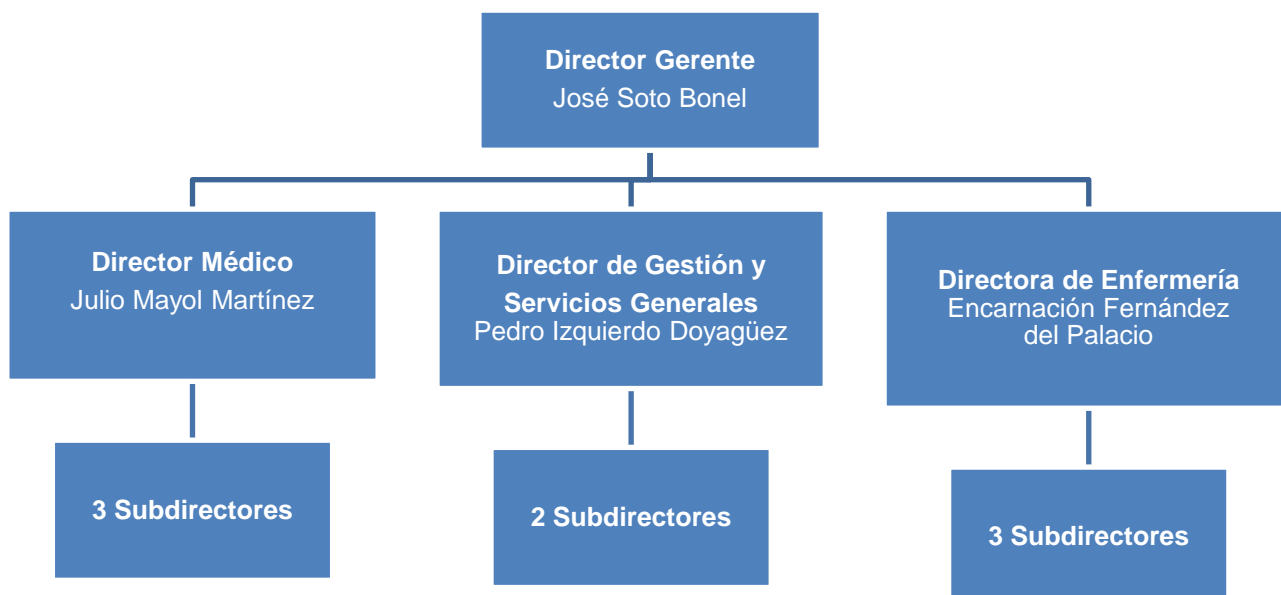 Director Gerente
José Soto Bonel
Director Médico
Julio Mayol Martínez
Director de Gestión y
Servicios Generales
Pedro Izquierdo Doyagüez
Directora de Enfermería
Encarnación Fernández
del Palacio
3 Subdirectores
2 Subdirectores
3 Subdirectores